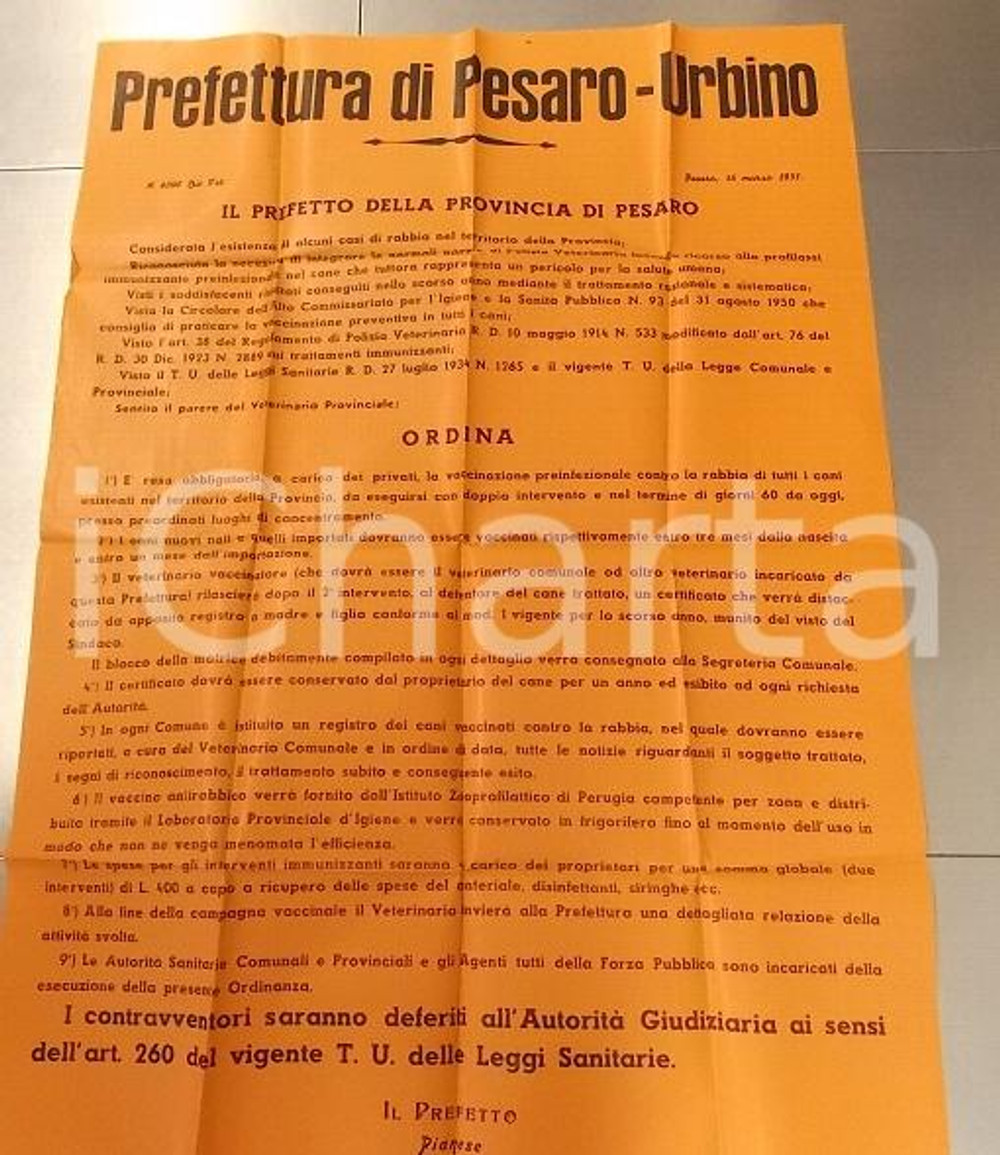 Prefettura di Pesaro-Urbino
Pesaro, 16 marzo 1951.
IL PREFETTO DELLA PROVINCIA DI PESARO
Considerata l'esistenza di alcuni casi di rabbia nel territorio della Provincia;
Riconosciuta la necessità di integrare le normali norme di Polizia Veterinaria ricorso alla profilassi
immunizzante preinfezionale nel cane che tuttora rappresenta un pericolo per la salute umana;
Visti i soddisfacenti risultati conseguiti nello scorso anno mediante il trattamento razionale e sistematico;
Vista la Circolare dell'Alto Commissariato per l'Igiene e la Sanità Pubblica N. 93 del 31 agosto 1950 che
consiglia di praticare la vaccinazione preventiva in tutti i cani;
Visto l'art. 38 del Regolamento di Polizia Veterinaria R. D. 10 maggio 1914 N. 533 modificato dall'art. 76 del
R. D. 30 Dic. 1923 N. 2889 sui trattamenti immunizzanti;
Visto il T. U. delle Leggi Sanitarie R. D. 27 luglio 1934 N. 1265 e il vigente T. U. della Legge Comunale e
Provinciale;
Sentito il parere del Veterinario Provinciale;
ORDINA
1°) E' resa obbligatoria, a carico dei privati, la vaccinazione preinfezionale contro la rabbia di tutti i cani
esistenti nel territorio della Provincia, da eseguirsi con doppio intervento e nel termine di giorni 60 da oggi,
presso preordinati luoghi di concentramento.
2°) I cani nuovi nati e quelli importati dovranno essere vaccinati rispettivamente entro tre mesi dalla nascita
e entro un mese dall'importazione.
3°) Il veterinario vaccinatore (che dovrà essere il veterinario comunale od altro veterinario incaricato da
questa Prefettura) rilascierà dopo il 2° intervento, al detentore del cane trattato, un certificato che verrà distac-
cato da apposito registro a madre e figlia conforme al mod. 1 vigente per lo scorso anno, munito del visto del
Sindaco.
Il blocco della matrice debitamente compilato in ogni dettaglio verrà consegnato alla Segreteria Comunale.
4°) Il certificato dovrà essere conservato dal proprietario del cane per un anno ed esibito ad ogni richiesta
dell'Autorità.
5°) In ogni Comune è istituito un registro dei cani vaccinati contro la rabbia, nel quale dovranno essere
riportati, a cura del Veterinario Comunale e in ordine di data, tutte le notizie riguardanti il soggetto trattato,
i segni di riconoscimento, il trattamento subito e conseguente esito.
6°) Il vaccino antirabbico verrà fornito dall'Istituto Zooprofilattico di Perugia competente per zona e distri-
buito tramite il Laboratorio Provinciale d'Igiene e verrà conservato in frigorifero fino al momento dell'uso in
modo che non ne venga menomata l'efficienza.
7°) Le spese per gli interventi immunizzanti saranno a carico dei proprietari per una somma globale (due
interventi) di L. 400 a capo a ricupero delle spese del materiale, disinfettanti, siringhe ecc.
8°) Alla fine della campagna vaccinale il Veterinario invierà alla Prefettura una dettagliata relazione della
attività svolta.
9°) Le Autorità Sanitarie Comunali e Provinciali e gli Agenti tutti della Forza Pubblica sono incaricati della
esecuzione della presente Ordinanza.
I contravventori saranno deferiti all'Autorità Giudiziaria ai sensi
dell'art. 260 del vigente T. U. delle Leggi Sanitarie.
IL PREFETTO
Pianese
iCharta